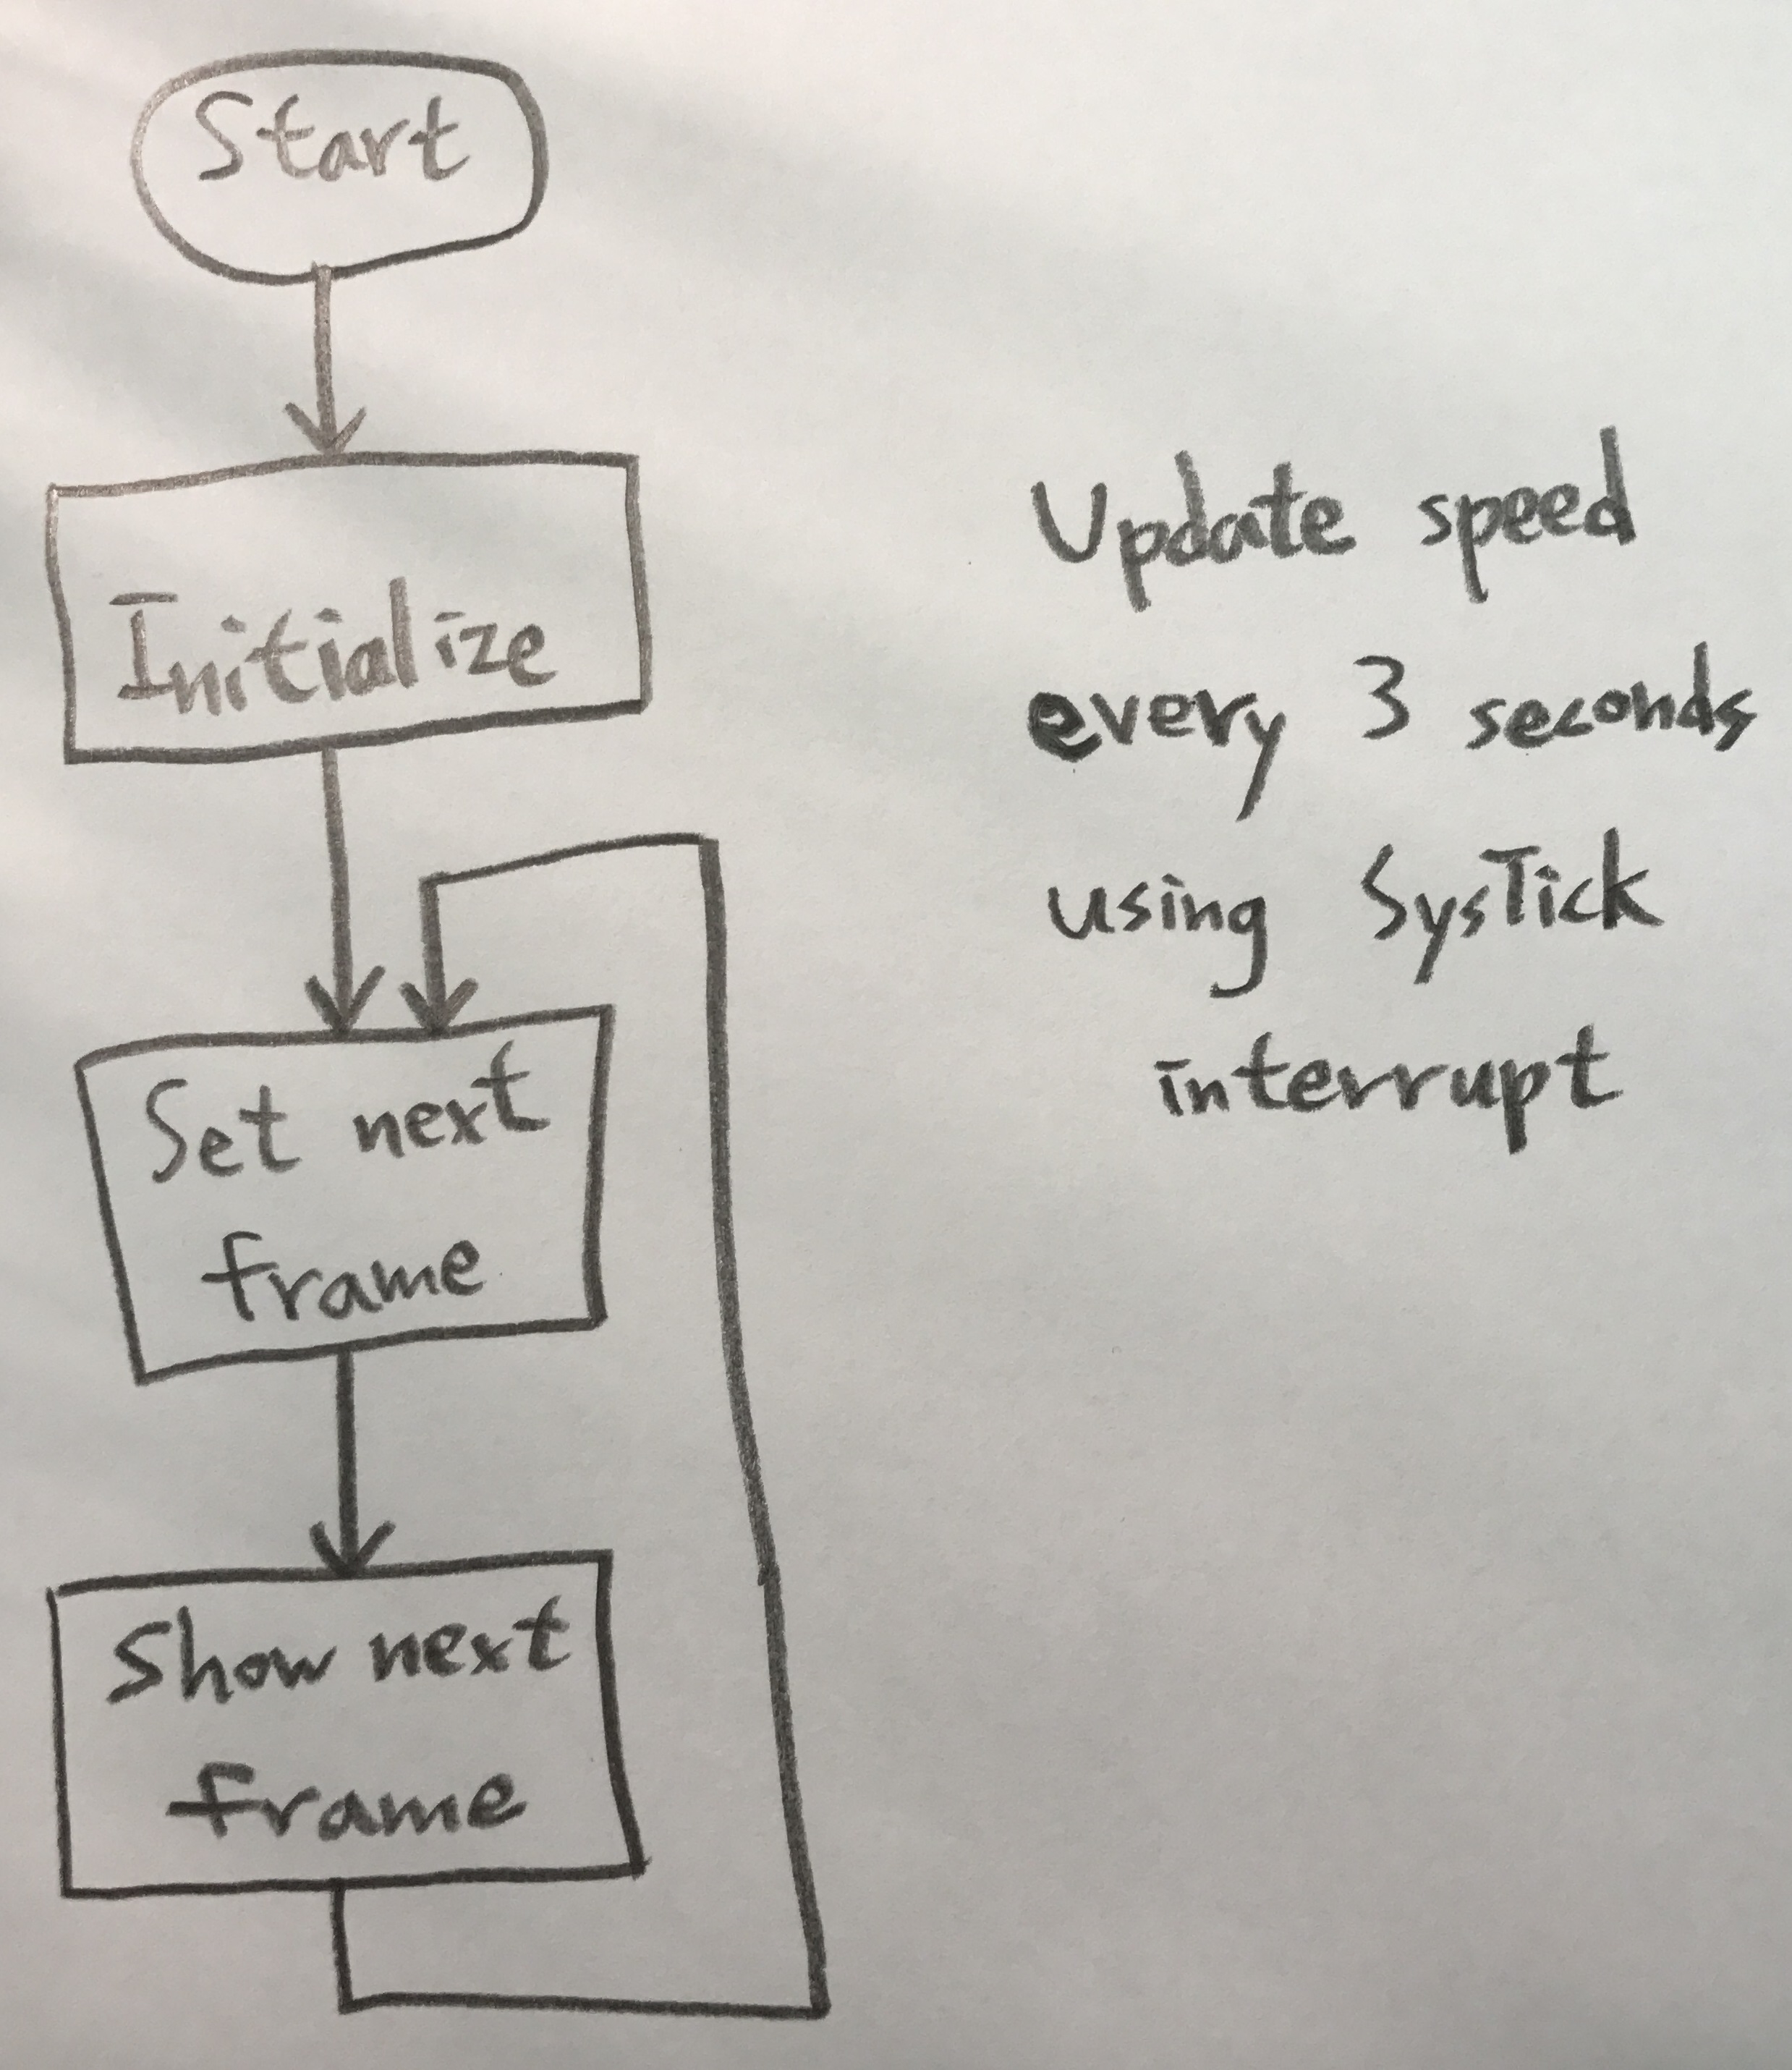 Start
Initialize
Set next
frame
Show next
frame
Update speed
every 3 seconds
using SysTick
interrupt